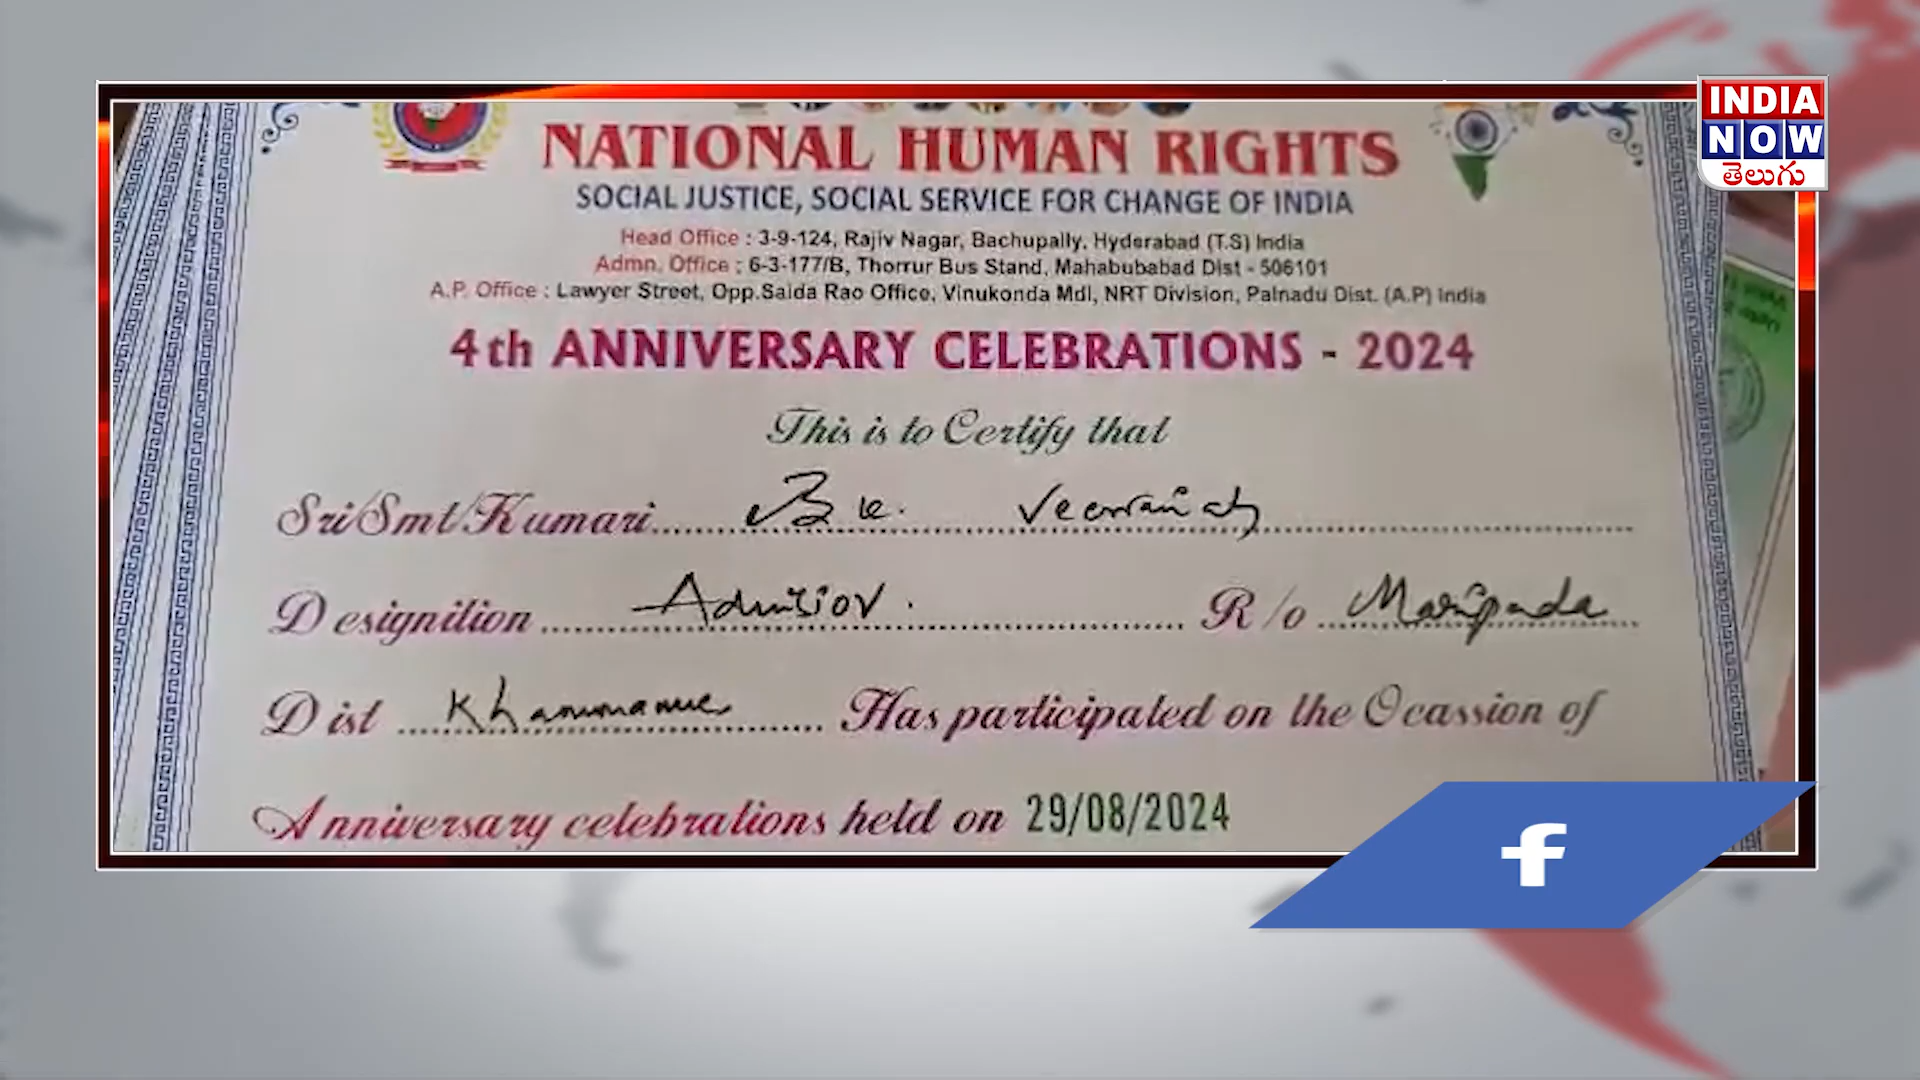 INDIA
NOW
తెలుగు
NATIONAL HUMAN RIGHTS
SOCIAL JUSTICE, SOCIAL SERVICE FOR CHANGE OF INDIA
Head Office : 3-9-124, Rajiv Nagar, Bachupally, Hyderabad (T.S) India
Admn. Office : 6-3-177/B, Thorrur Bus Stand, Mahabubabad Dist - 506101
A.P. Office : Lawyer Street, Opp.Saida Rao Office, Vinukonda Mdl, NRT Division, Palnadu Dist. (A.P) India
4th ANNIVERSARY CELEBRATIONS - 2024
This is to Certify that
Sri/Smt/Kumari..... Veeraiah
Designition ..... R/o ..... Maripeda
Dist ..... Has participated on the Ocassion of
Anniversary celebrations held on 29/08/2024
f